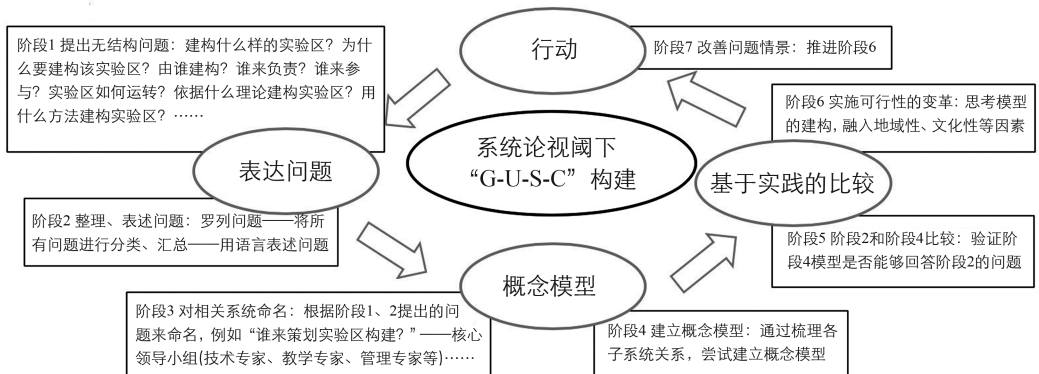 行动
阶段7 改善问题情景：推进阶段6
阶段1 提出无结构问题：建构什么样的实验区？为什
么要建构该实验区？由谁建构？谁来负责？谁来参
与？实验区如何运转？依据什么理论建构实验区？用
什么方法建构实验区？……
阶段6 实施可行性的变革：思考模型
的建构，融入地域性、文化性等因素
系统论视阈下
“G-U-S-C”构建
表达问题
基于实践的比较
阶段2 整理、表述问题：罗列问题——将所
有问题进行分类、汇总——用语言表述问题
阶段5 阶段2和阶段4比较：验证阶
段4模型是否能够回答阶段2的问题
概念模型
阶段3 对相关系统命名：根据阶段1、2提出的问
题来命名，例如“谁来策划实验区构建？”——核心
领导小组(技术专家、教学专家、管理专家等)……
阶段4 建立概念模型：通过梳理各
子系统关系，尝试建立概念模型